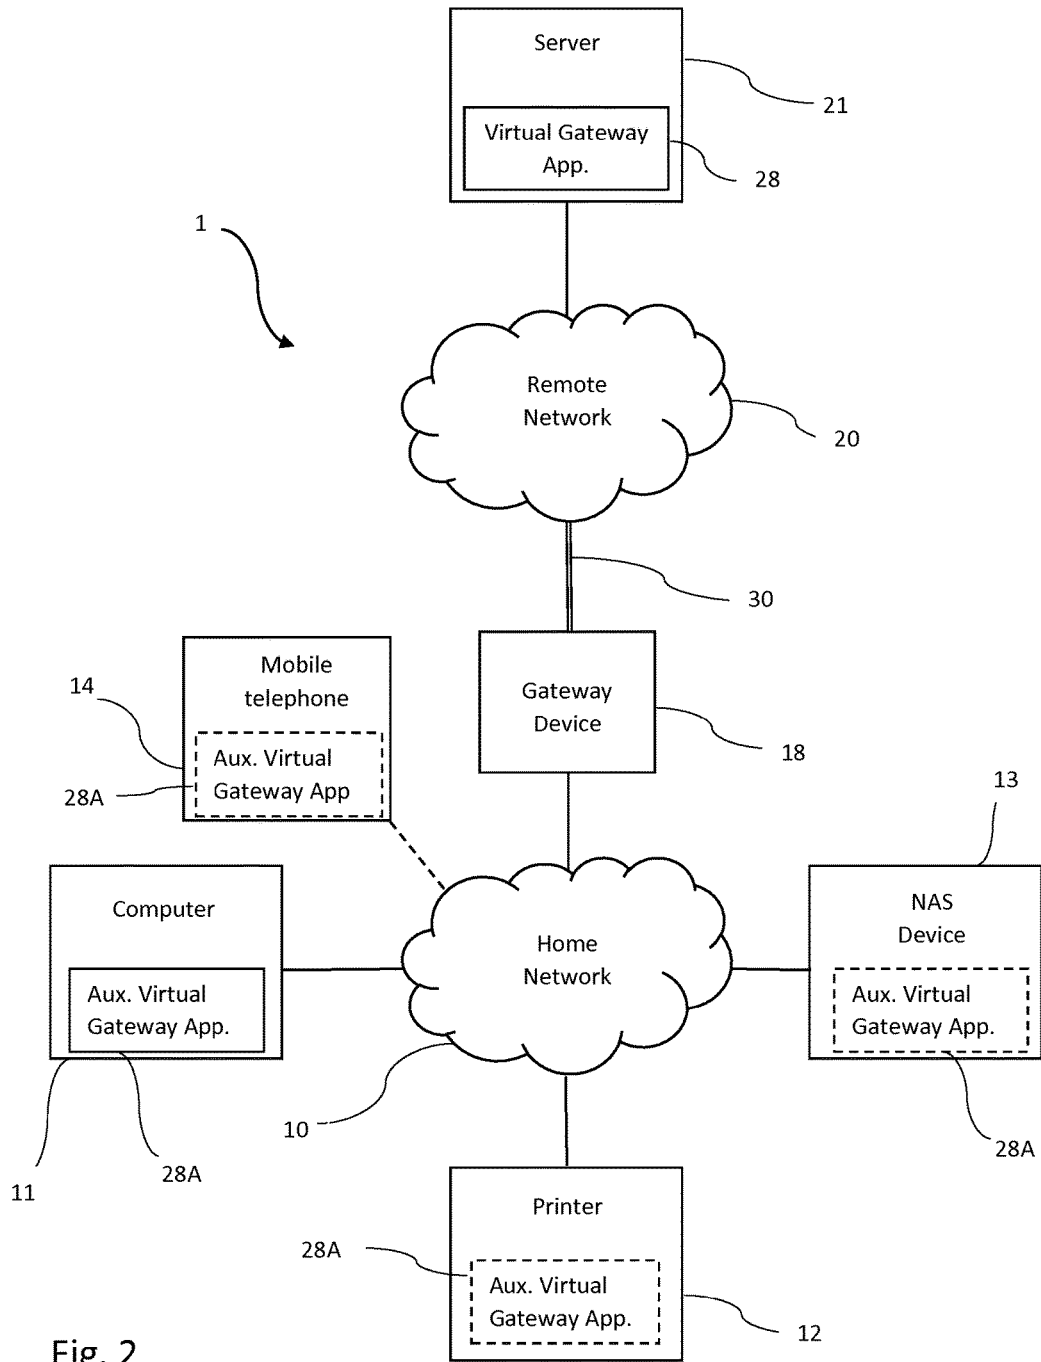 Server
21
Virtual Gateway
App.
28
1
Remote
Network
20
30
Mobile
telephone
14
Gateway
Device
18
Aux. Virtual
Gateway App
28A
13
Computer
NAS
Device
Home
Network
Aux. Virtual
Gateway App.
Aux. Virtual
Gateway App.
10
28A
11
28A
Printer
28A
Aux. Virtual
Gateway App.
12
Fig. 2